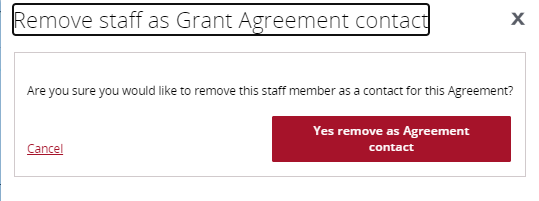 Remove staff as Grant Agreement contact
X
Are you sure you would like to remove this staff member as a contact for this Agreement?
Yes remove as Agreement
contact
Cancel